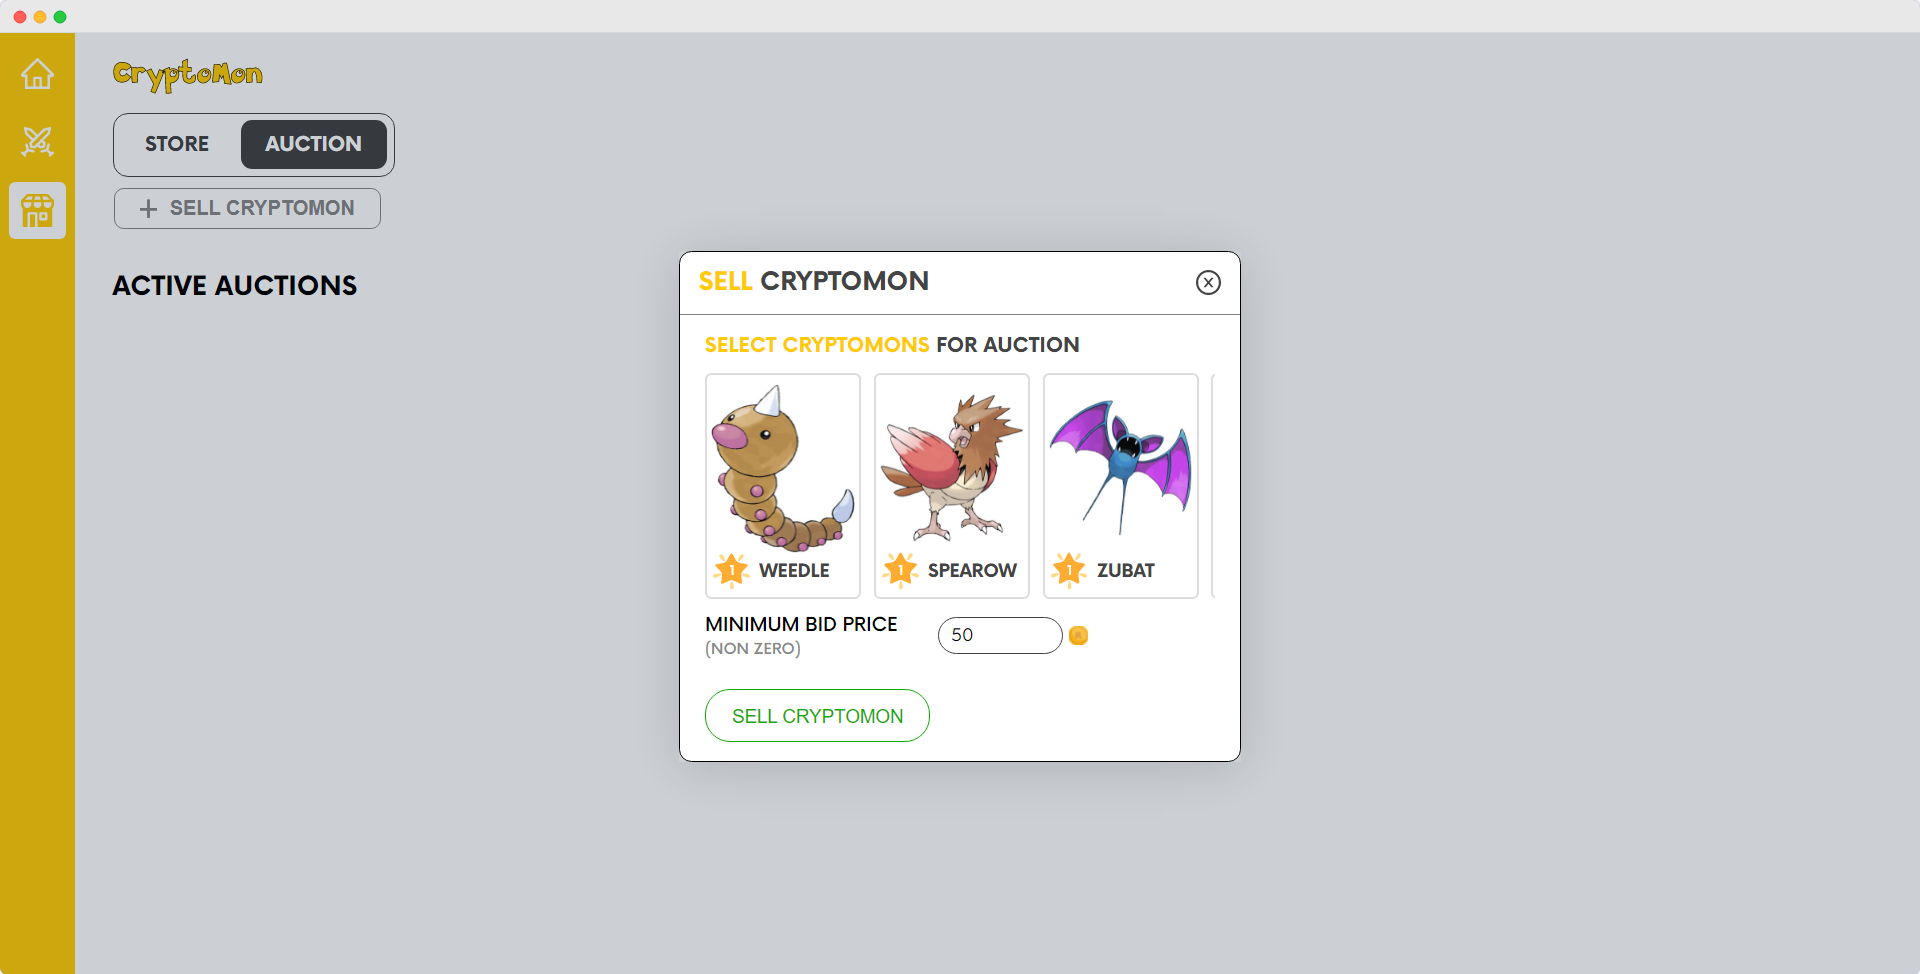 CryptoMon
STORE
AUCTION
+ SELL CRYPTOMON
ACTIVE AUCTIONS
SELL CRYPTOMON
SELECT CRYPTOMONS FOR AUCTION
1 WEEDLE
1 SPEAROW
1 ZUBAT
MINIMUM BID PRICE
(NON ZERO)
50
SELL CRYPTOMON